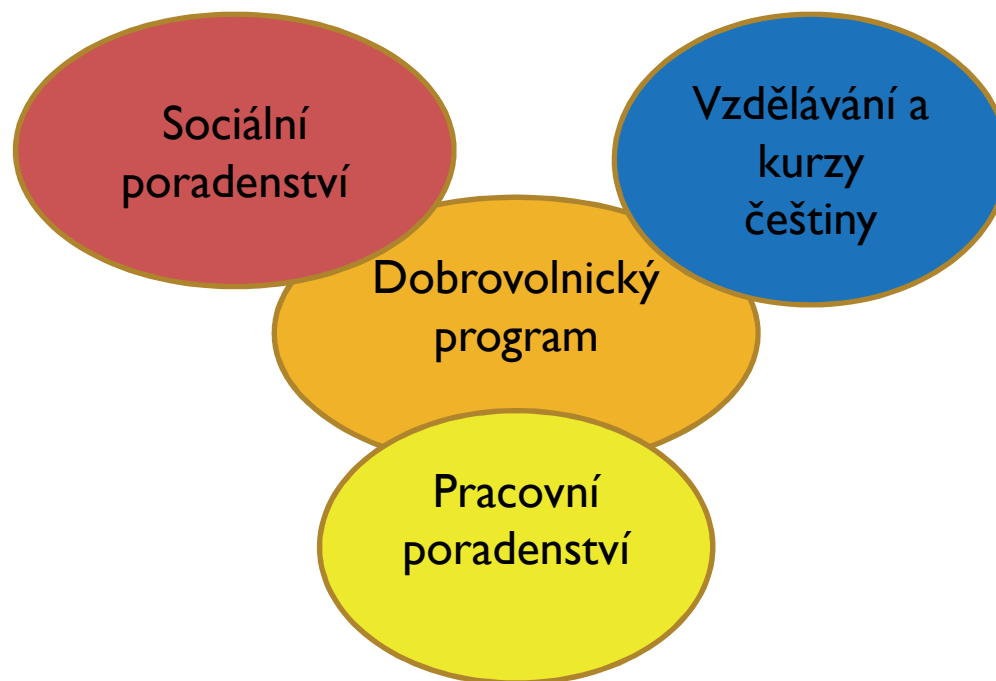 Sociální
poradenství
Vzdělávání a
kurzy
češtiny
Dobrovolnický
program
Pracovní
poradenství